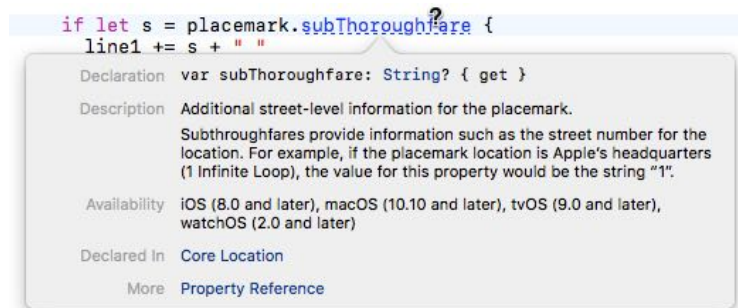 if let s = placemark.subThoroughfare {
line1 += s + " "
Declaration var subThoroughfare: String? { get }
Description Additional street-level information for the placemark.
Subthroughfares provide information such as the street number for the
location. For example, if the placemark location is Apple's headquarters
(1 Infinite Loop), the value for this property would be the string “1”.
Availability iOS (8.0 and later), macOS (10.10 and later), tvOS (9.0 and later),
watchOS (2.0 and later)
Declared In Core Location
More Property Reference